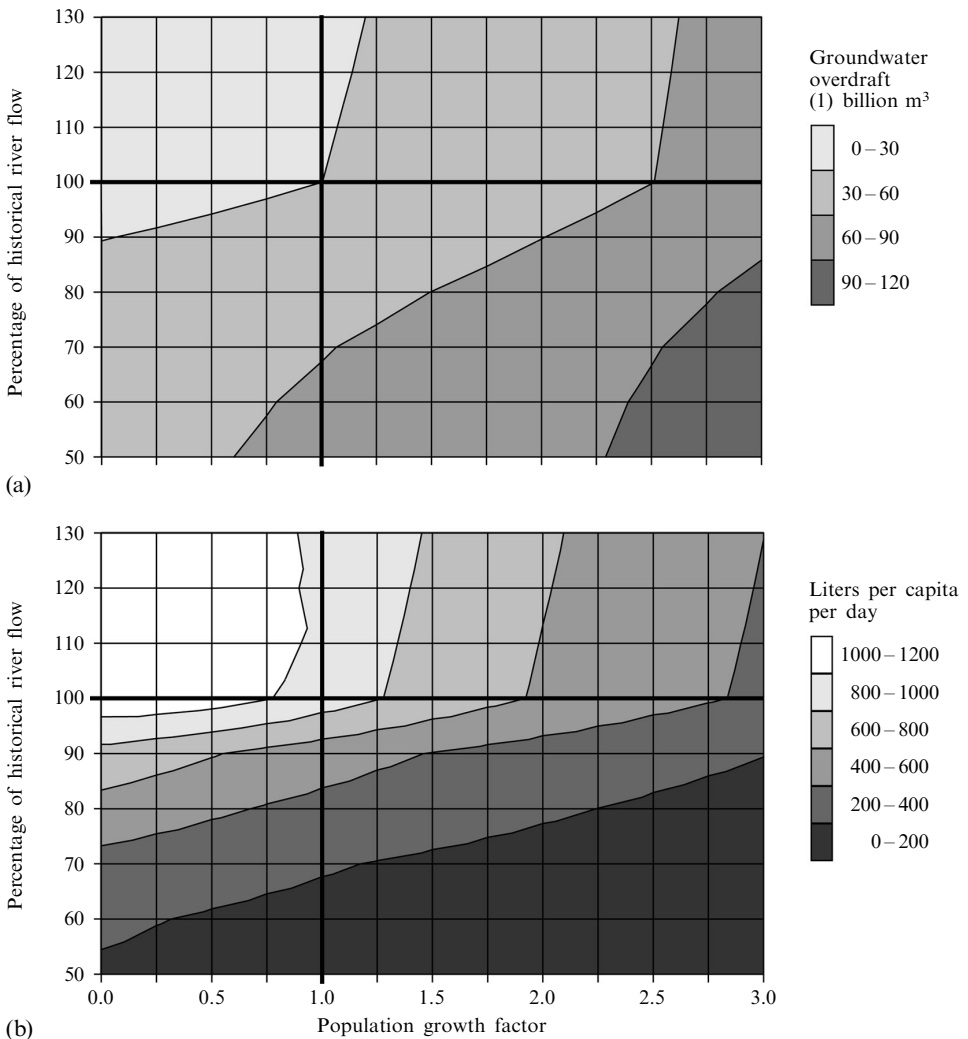 Percentage of historical river flow
130
120
110
100
90
80
70
60
50
Groundwater
overdraft
(1) billion m³
0–30
30–60
60–90
90–120
(a)
Percentage of historical river flow
130
120
110
100
90
80
70
60
50
0.0 0.5 1.0 1.5 2.0 2.5 3.0
Population growth factor
Liters per capita
per day
1000–1200
800–1000
600–800
400–600
200–400
0–200
(b)